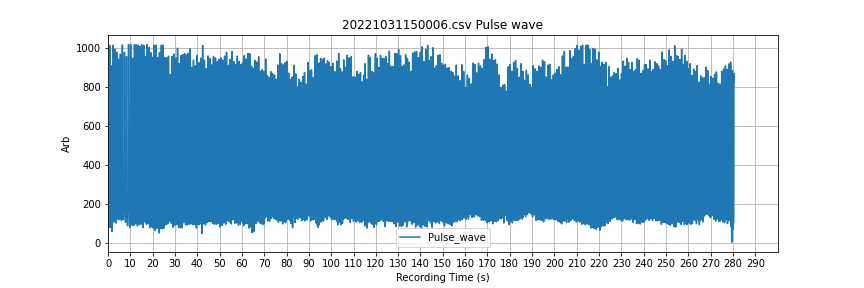 20221031150006.csv Pulse wave
1000
800
600
400
200
0
Arb
Pulse_wave
0 10 20 30 40 50 60 70 80 90 100 110 120 130 140 150 160 170 180 190 200 210 220 230 240 250 260 270 280 290
Recording Time (s)